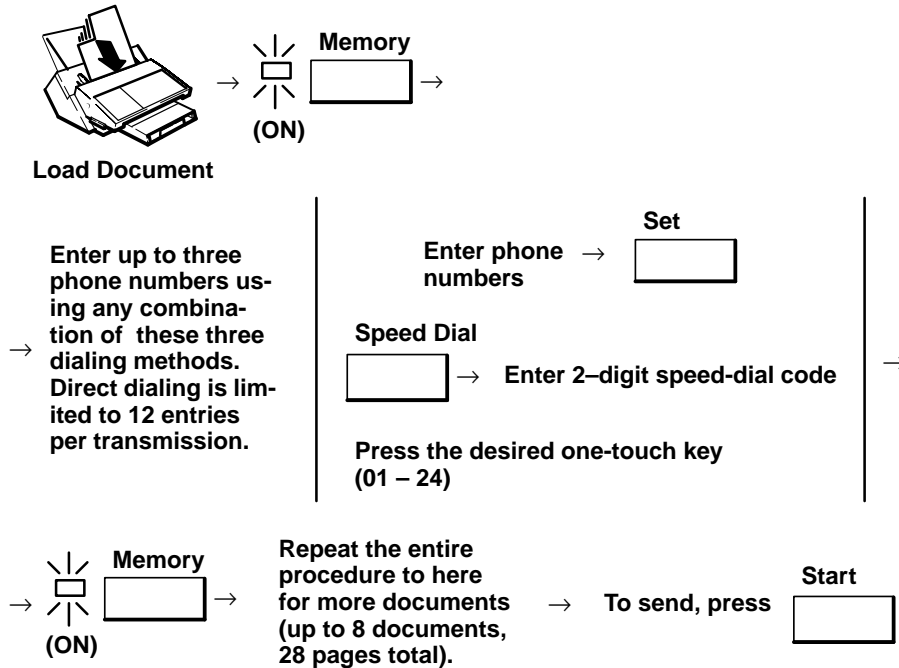 Memory
→ → 
(ON)
Load Document
→ Enter up to three
phone numbers us-
ing any combina-
tion of these three
dialing methods.
Direct dialing is lim-
ited to 12 entries
per transmission.
Set
Enter phone →
numbers
Speed Dial
→ Enter 2–digit speed-dial code
Press the desired one-touch key
(01 – 24)
→
Memory
→ →
(ON)
Repeat the entire
procedure to here
for more documents
(up to 8 documents,
28 pages total).
→ To send, press
Start